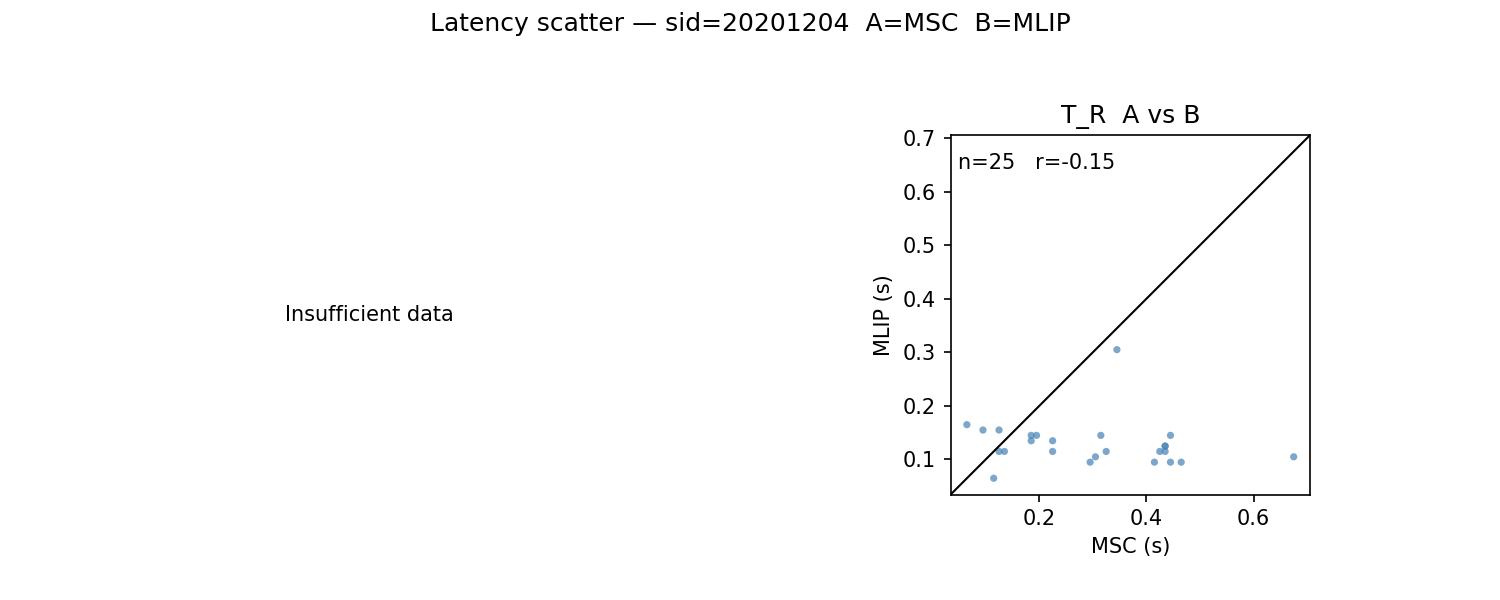 Latency scatter — sid=20201204  A=MSC  B=MLIP
Insufficient data
T_R  A vs B
n=25   r=-0.15
0.7
0.6
0.5
0.4
0.3
0.2
0.1
MLIP (s)
0.2
0.4
0.6
MSC (s)